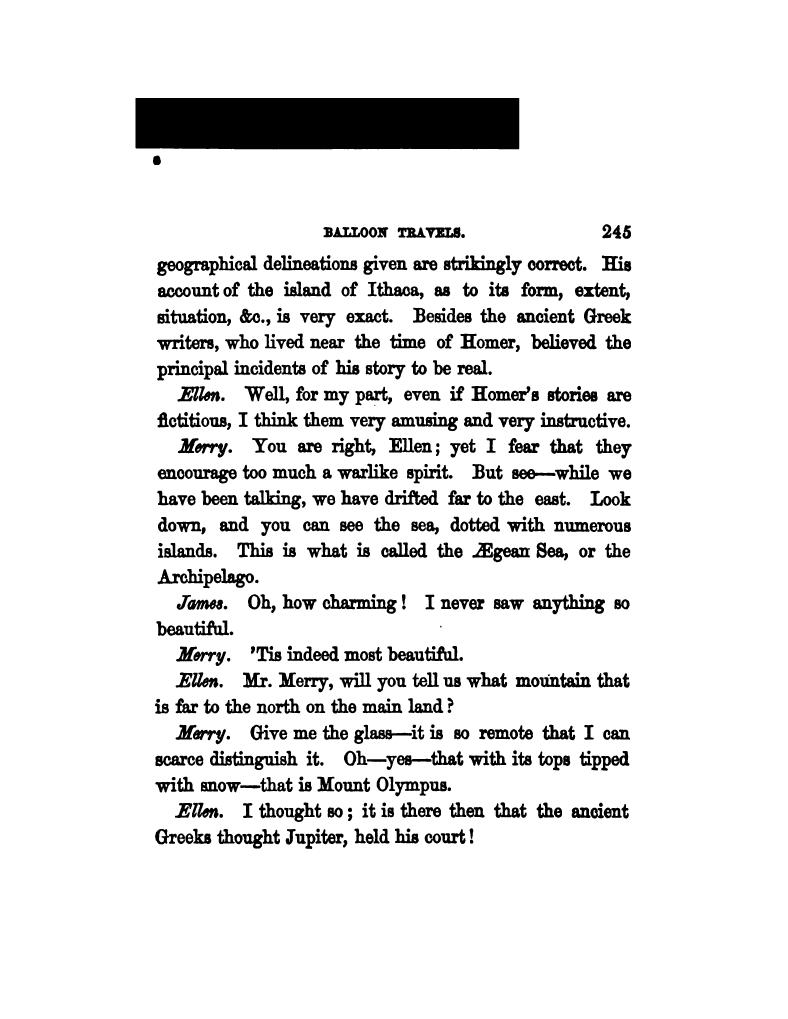 BALLOON TRAVELS. 245
geographical delineations given are strikingly correct. His
account of the island of Ithaca, as to its form, extent,
situation, &c., is very exact. Besides the ancient Greek
writers, who lived near the time of Homer, believed the
principal incidents of his story to be real.
Ellen. Well, for my part, even if Homer's stories are
fictitious, I think them very amusing and very instructive.
Merry. You are right, Ellen; yet I fear that they
encourage too much a warlike spirit. But see—while we
have been talking, we have drifted far to the east. Look
down, and you can see the sea, dotted with numerous
islands. This is what is called the Ægean Sea, or the
Archipelago.
James. Oh, how charming! I never saw anything so
beautiful.
Merry. 'Tis indeed most beautiful.
Ellen. Mr. Merry, will you tell us what mountain that
is far to the north on the main land?
Merry. Give me the glass—it is so remote that I can
scarce distinguish it. Oh—yes—that with its tops tipped
with snow—that is Mount Olympus.
Ellen. I thought so; it is there then that the ancient
Greeks thought Jupiter, held his court!